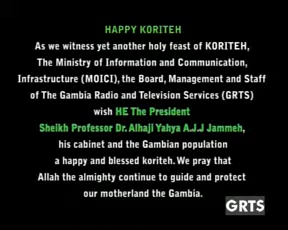 HAPPY KORITEH
As we witness yet another holy feast of KORITEH,
The Ministry of Information and Communication,
Infrastructure (MOICI), the Board, Management and Staff
of The Gambia Radio and Television Services (GRTS)
wish HE The President
Sheikh Professor Dr. Alhaji Yahya A.J.J Jammeh,
his cabinet and the Gambian population
a happy and blessed koriteh. We pray that
Allah the almighty continue to guide and protect
our motherland the Gambia.
GRTS